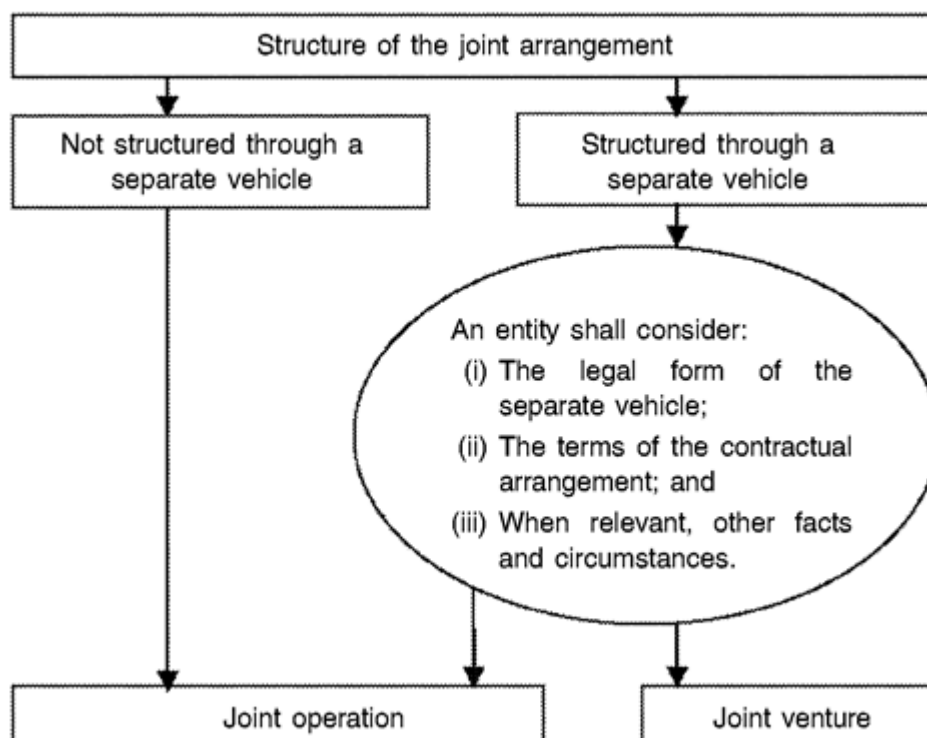 Structure of the joint arrangement
Not structured through a
separate vehicle
Structured through a
separate vehicle
An entity shall consider:
(i) The legal form of the
separate vehicle;
(ii) The terms of the contractual
arrangement; and
(iii) When relevant, other facts
and circumstances.
Joint operation
Joint venture